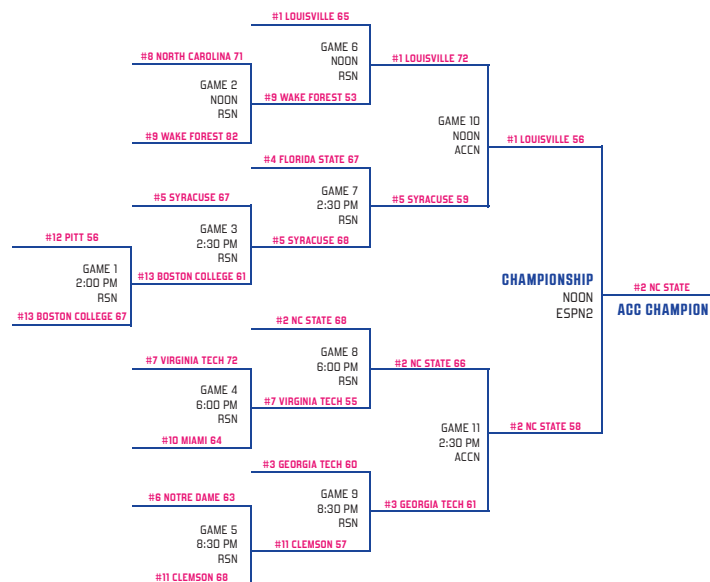 #1 LOUISVILLE 65
GAME 6
NOON
RSN
#8 NORTH CAROLINA 71
#1 LOUISVILLE 72
GAME 2
NOON
RSN
#9 WAKE FOREST 53
GAME 10
NOON
ACCN
#9 WAKE FOREST 82
#1 LOUISVILLE 56
#4 FLORIDA STATE 67
GAME 7
2:30 PM
RSN
#5 SYRACUSE 67
#5 SYRACUSE 59
GAME 3
2:30 PM
RSN
#12 PITT 56
#5 SYRACUSE 68
GAME 1
2:00 PM
RSN
#13 BOSTON COLLEGE 61
CHAMPIONSHIP
NOON
ESPN2
#2 NC STATE
ACC CHAMPION
#13 BOSTON COLLEGE 67
#2 NC STATE 68
GAME 8
6:00 PM
RSN
#7 VIRGINIA TECH 72
#2 NC STATE 66
GAME 4
6:00 PM
RSN
#7 VIRGINIA TECH 55
GAME 11
2:30 PM
ACCN
#2 NC STATE 58
#10 MIAMI 64
#3 GEORGIA TECH 60
GAME 9
8:30 PM
RSN
#6 NOTRE DAME 63
#3 GEORGIA TECH 61
GAME 5
8:30 PM
RSN
#11 CLEMSON 57
#11 CLEMSON 68